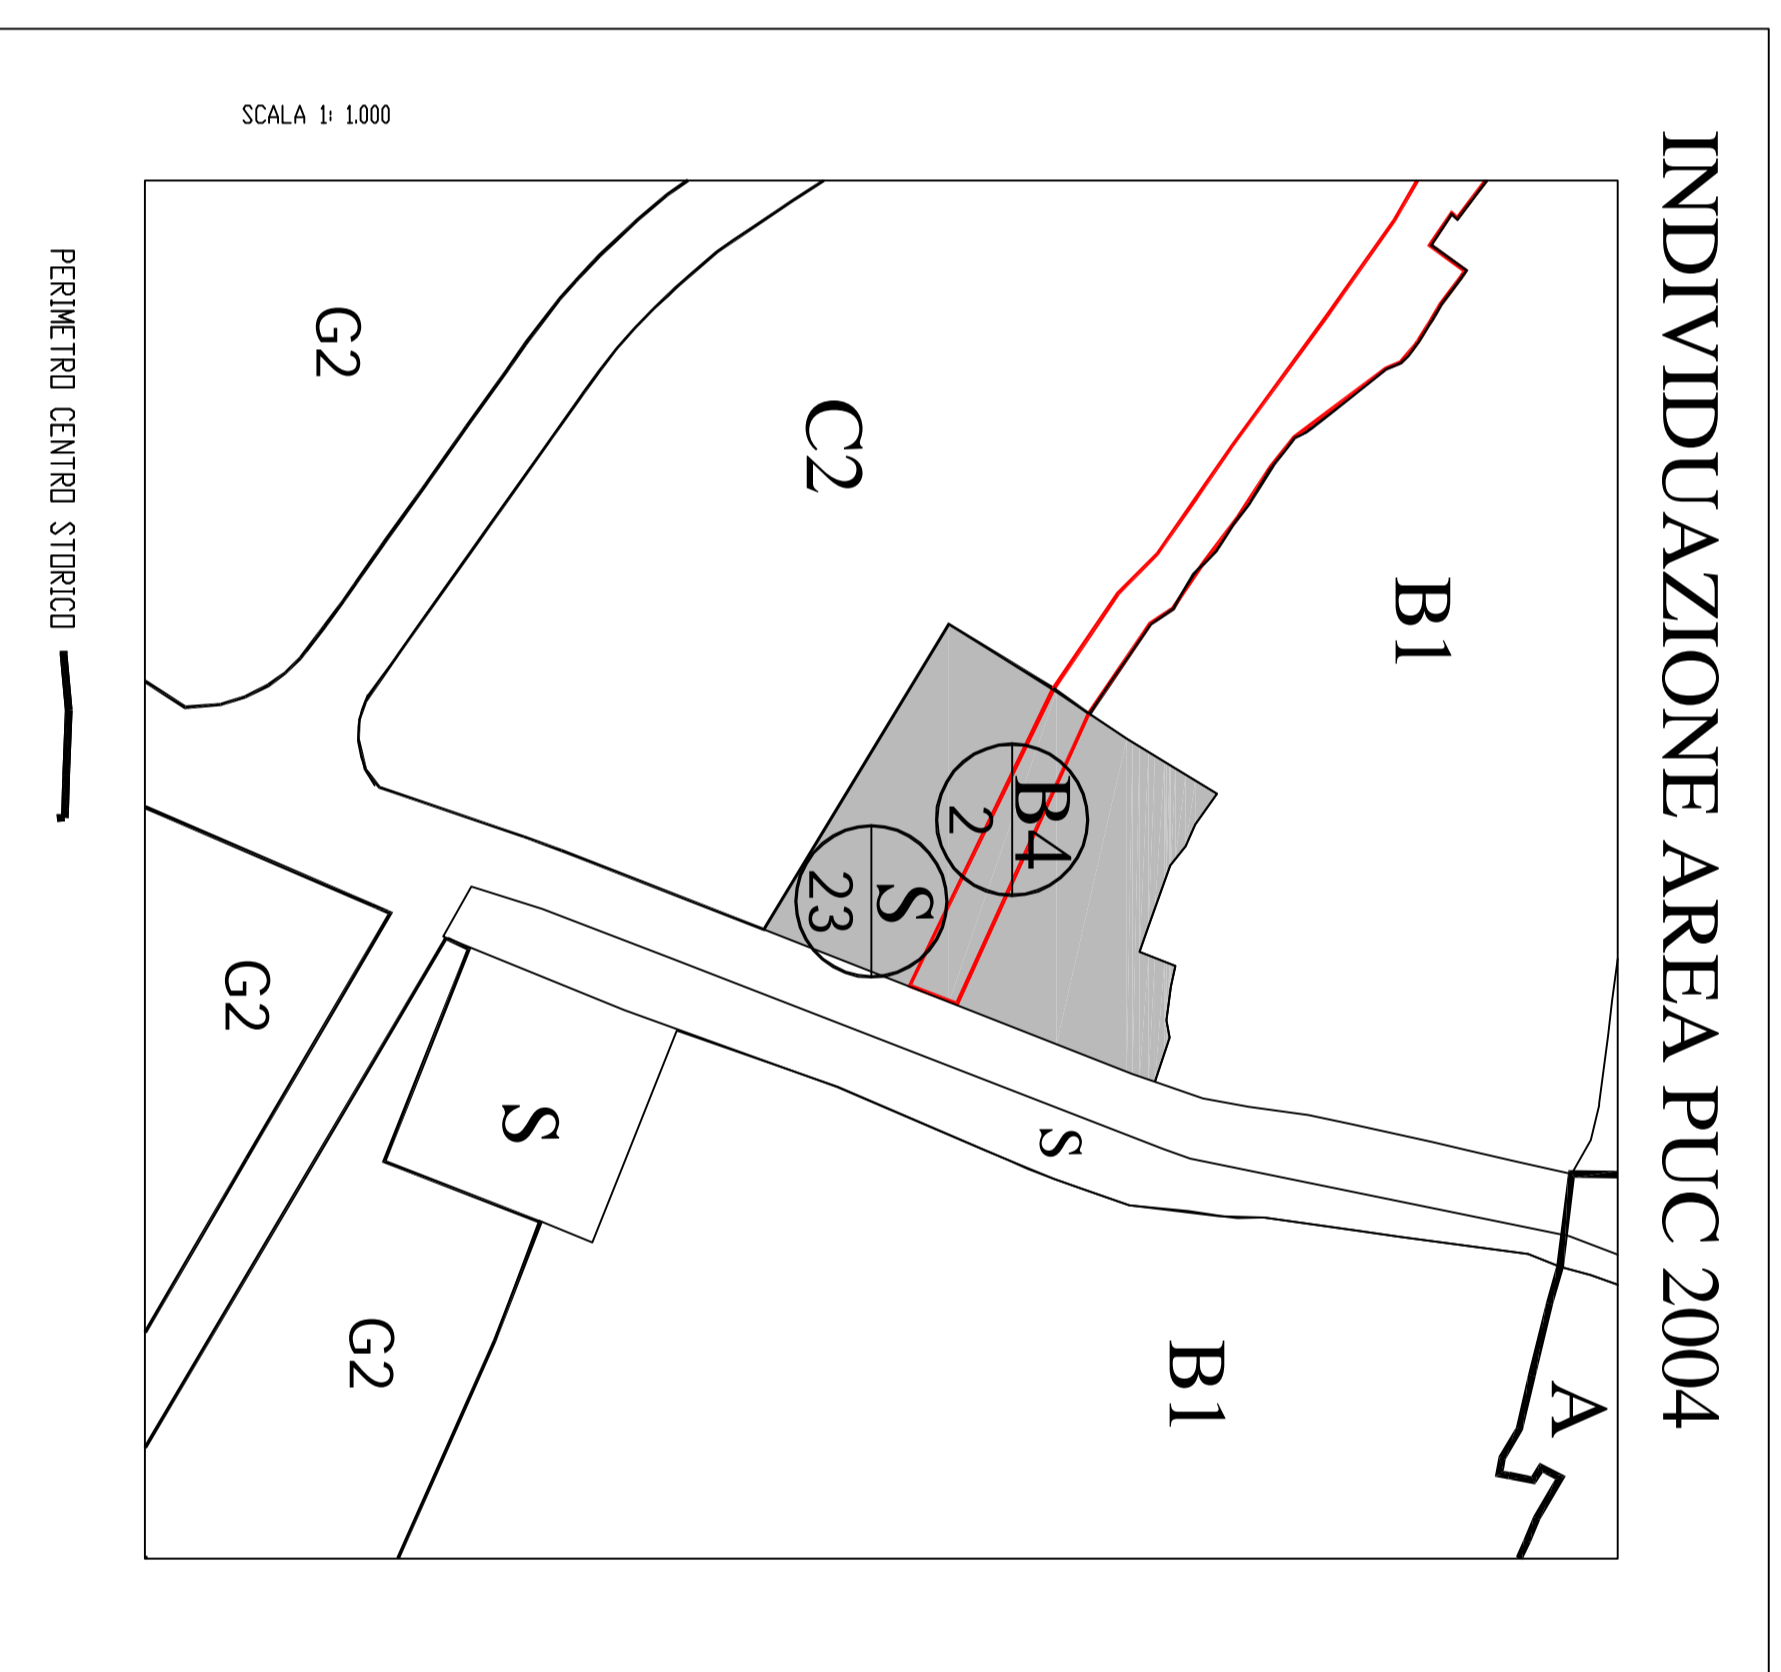 INDIVIDUAZIONE AREA PUC 2004
A
B1
B1
S
B4
2
S
23
C2
S
G2
G2
G2
PERIMETRO CENTRO STORICO
SCALA 1: 1.000